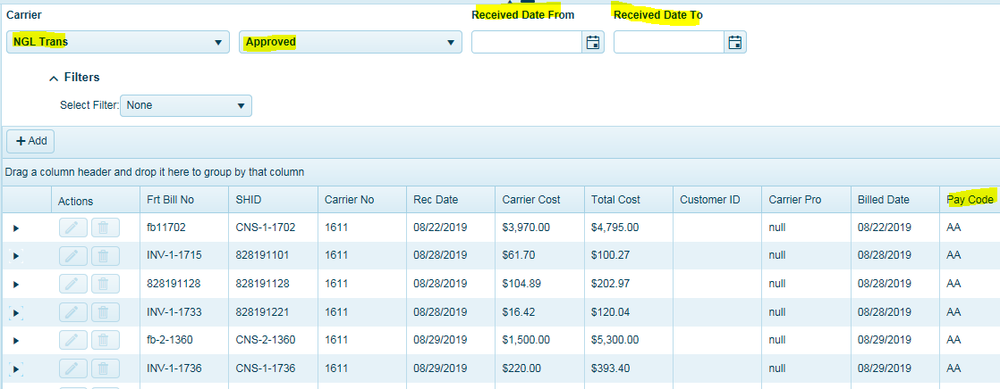 Carrier Received Date From Received Date To
NGL Trans Approved
Filters
Select Filter: None
+ Add
Drag a column header and drop it here to group by that column
Actions Frt Bill No SHID Carrier No Rec Date Carrier Cost Total Cost Customer ID Carrier Pro Billed Date Pay Code
fb11702 CNS-1-1702 1611 08/22/2019 $3,970.00 $4,795.00 null 08/22/2019 AA
INV-1-1715 828191101 1611 08/28/2019 $61.70 $100.27 null 08/28/2019 AA
828191128 828191128 1611 08/28/2019 $104.89 $202.97 null 08/28/2019 AA
INV-1-1733 828191221 1611 08/28/2019 $16.42 $120.04 null 08/28/2019 AA
fb-2-1360 CNS-2-1360 1611 08/29/2019 $1,500.00 $5,300.00 null 08/29/2019 AA
INV-1-1736 CNS-1-1736 1611 08/29/2019 $220.00 $393.40 null 08/29/2019 AA